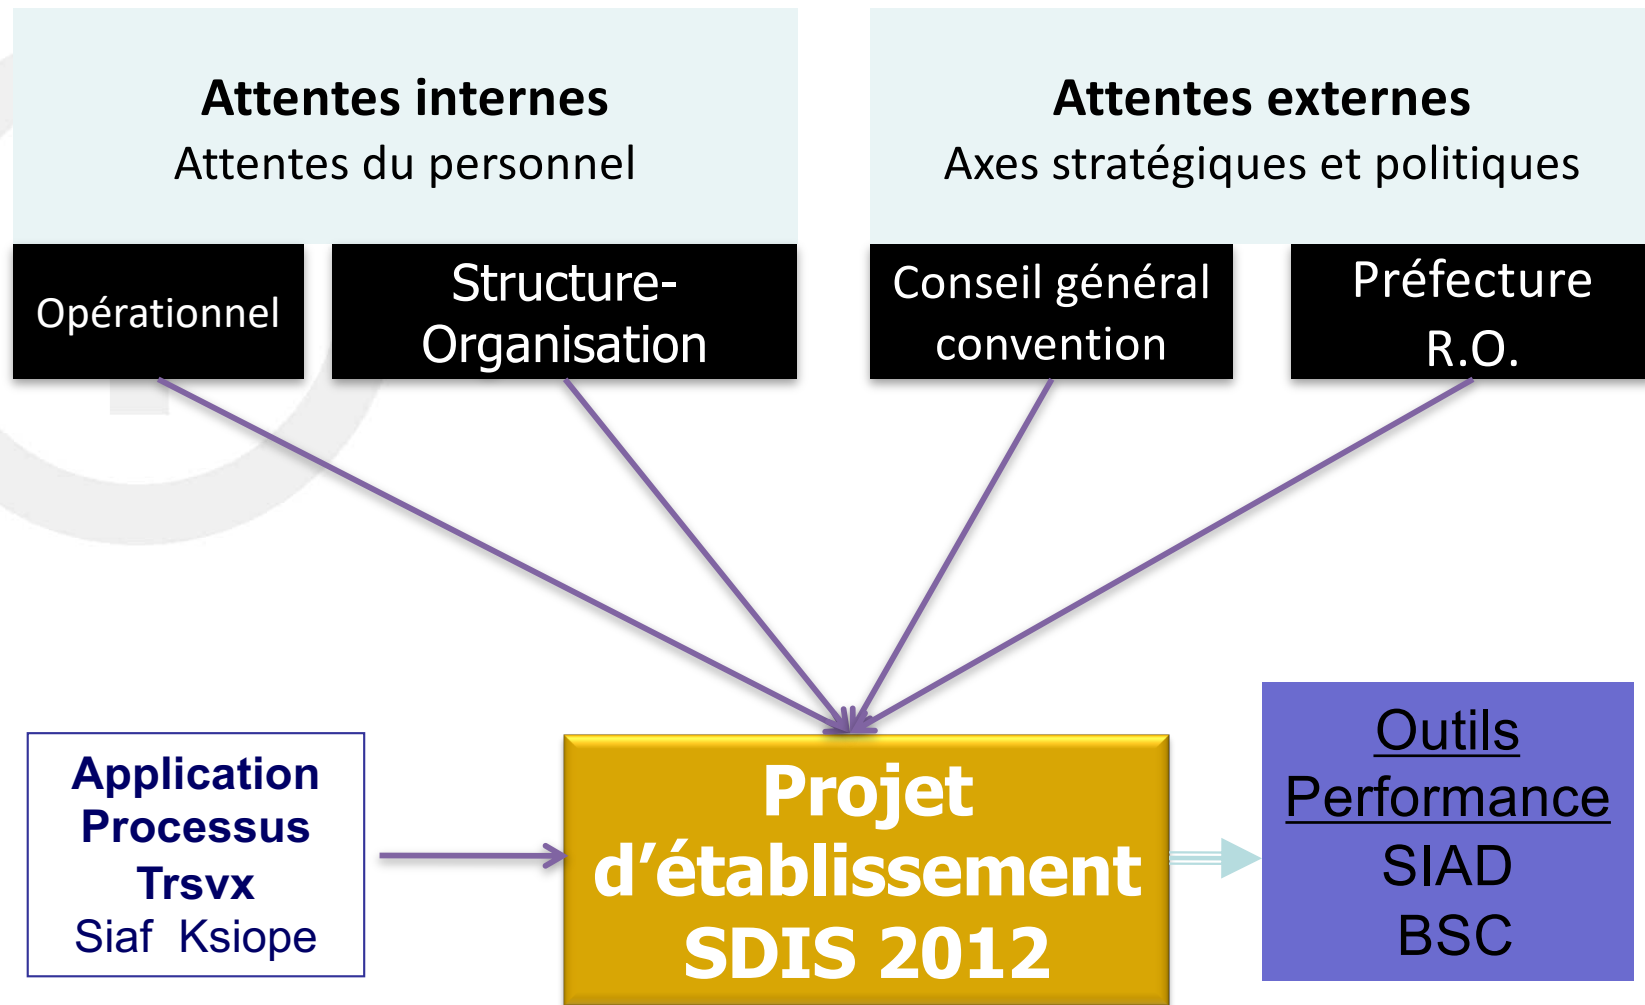 Attentes internes
Attentes du personnel
Attentes externes
Axes stratégiques et politiques
Opérationnel
Structure-
Organisation
Conseil général
convention
Préfecture
R.O.
Application
Processus
Trsvx
Siaf Ksiope
Projet
d’établissement
SDIS 2012
Outils
Performance
SIAD
BSC